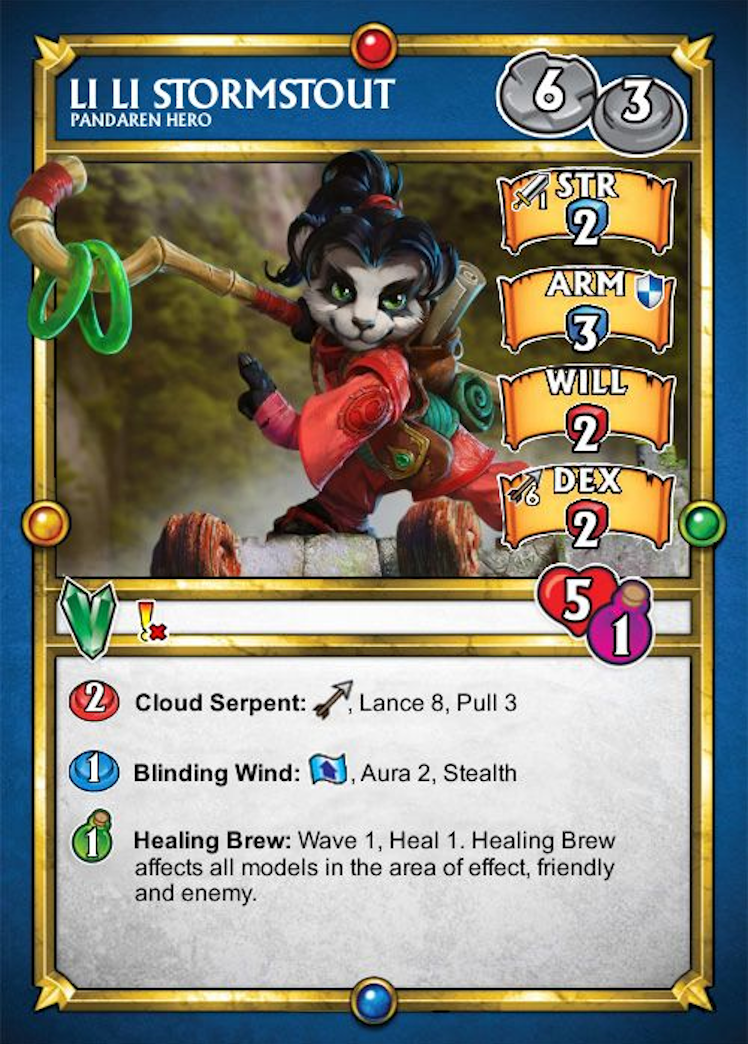 LI LI STORMSTOUT
PANDAREN HERO
6
3
1
STR
2
ARM
3
WILL
2
6
DEX
2
5
1
2 Cloud Serpent: , Lance 8, Pull 3
1 Blinding Wind: , Aura 2, Stealth
1 Healing Brew: Wave 1, Heal 1. Healing Brew
affects all models in the area of effect, friendly
and enemy.